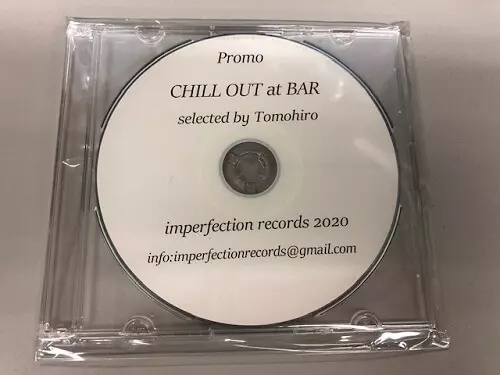 Promo
CHILL OUT at BAR
selected by Tomohiro
imperfection records 2020
info:imperfectionrecords@gmail.com